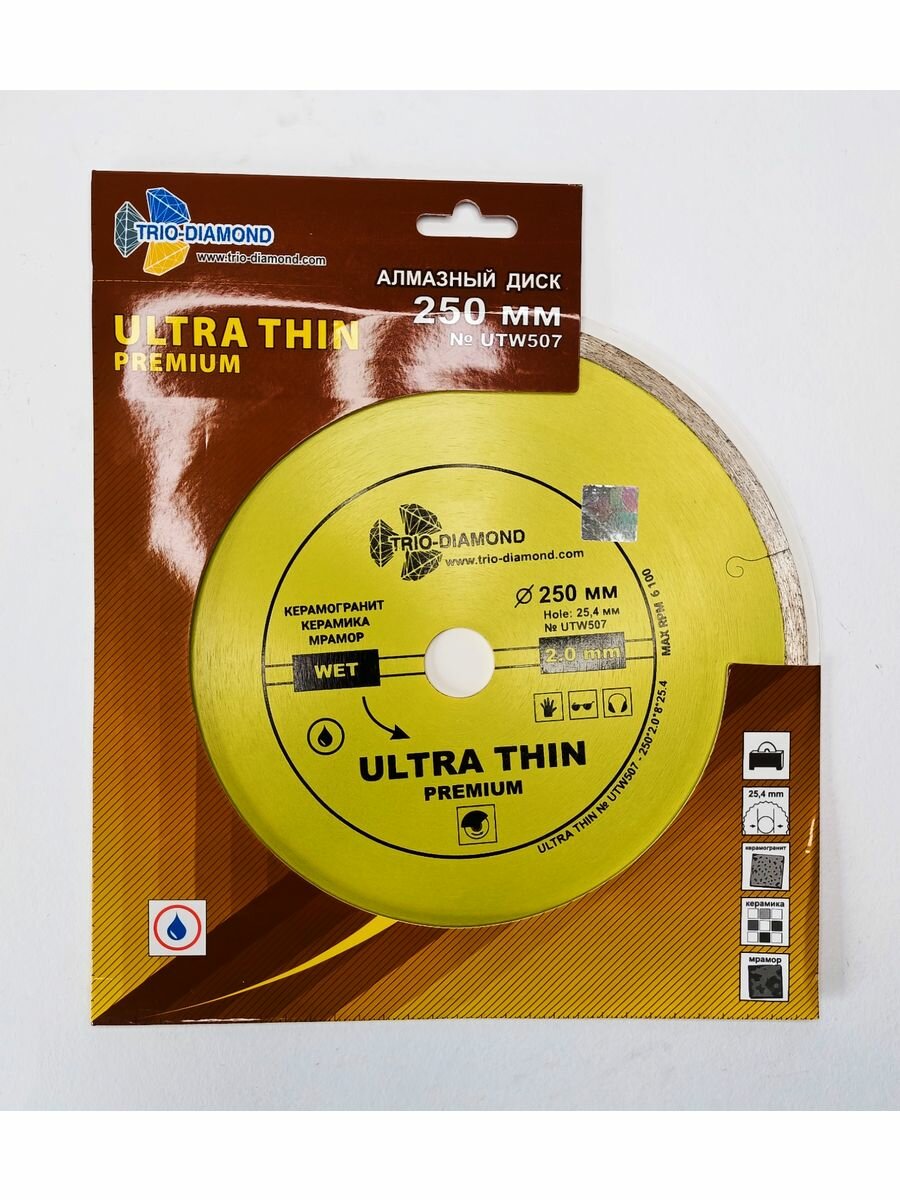 TRIO-DIAMOND
www.trio-diamond.com
АЛМАЗНЫЙ ДИСК
250 мм
№ UTW507
ULTRA THIN
PREMIUM
TRIO-DIAMOND
www.trio-diamond.com
КЕРАМОГРАНИТ
КЕРАМИКА
МРАМОР
WET
Ø 250 мм
Hole: 25,4 мм
№ UTW507
2.0 mm
ULTRA THIN
PREMIUM
ULTRA THIN № UTW507 - 250*2.0*8*25.4
MAX RPM 6 100
25,4 mm
керамогранит
керамика
мрамор